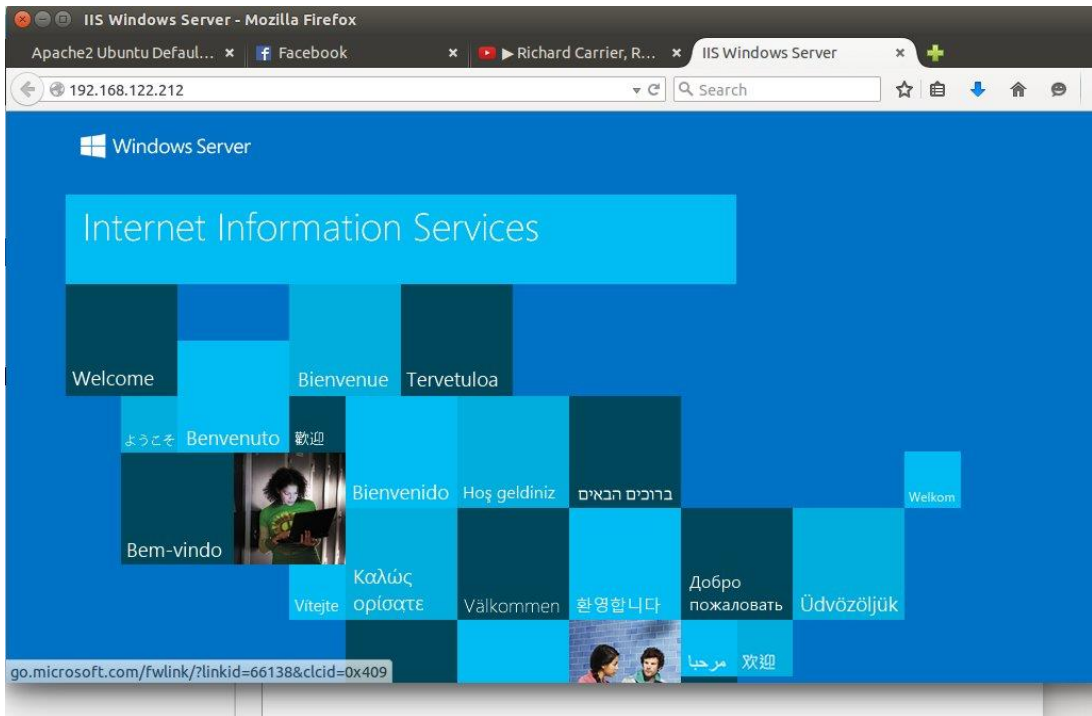 IIS Windows Server - Mozilla Firefox
Apache2 Ubuntu Defaul... Facebook ▶ Richard Carrier, R... IIS Windows Server
192.168.122.212 Search
Windows Server
Internet Information Services
Welcome Bienvenue Tervetuloa
ようこそ Benvenuto 歡迎
Bienvenido Hoş geldiniz ברוכים הבאים Welkom
Bem-vindo
Vítejte Καλώς ορίσατε Välkommen 환영합니다 Добро пожаловать Üdvözöljük
مرحبا 欢迎
go.microsoft.com/fwlink/?linkid=66138&clcid=0x409